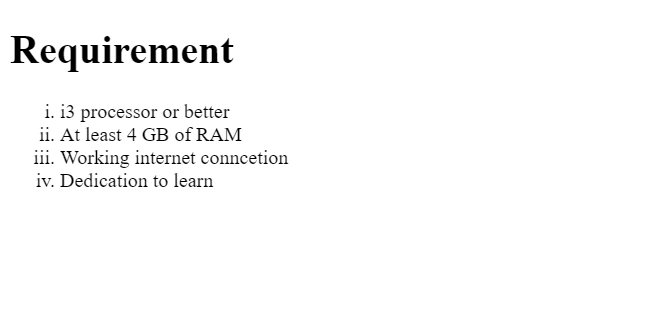 Requirement
i. i3 processor or better
ii. At least 4 GB of RAM
iii. Working internet conncetion
iv. Dedication to learn